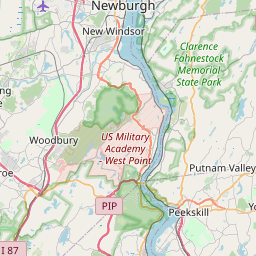 Newburgh
New Windsor
Clarence
Fahnestock
Memorial
State Park
US Military
Academy
- West Point
Woodbury
Putnam Valley
roe
PIP
Peekskill
I 87